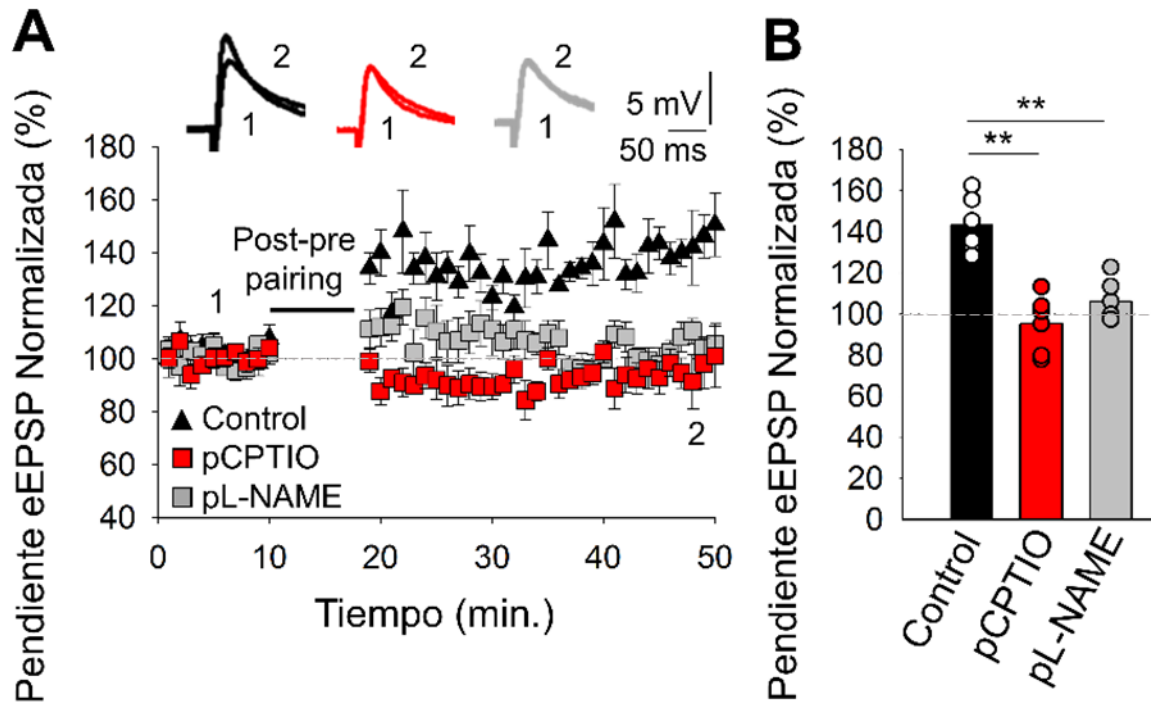 A
Pendiente eEPSP Normalizada (%)
2
1
2
1
2
1
5 mV
50 ms
180
160
140
120
100
80
60
40
Post-pre
pairing
1
2
Control
pCPTIO
pL-NAME
0
10
20
30
40
50
Tiempo (min.)
B
Pendiente eEPSP Normalizada (%)
**
**
180
160
140
120
100
80
60
40
20
0
Control
pCPTIO
pL-NAME